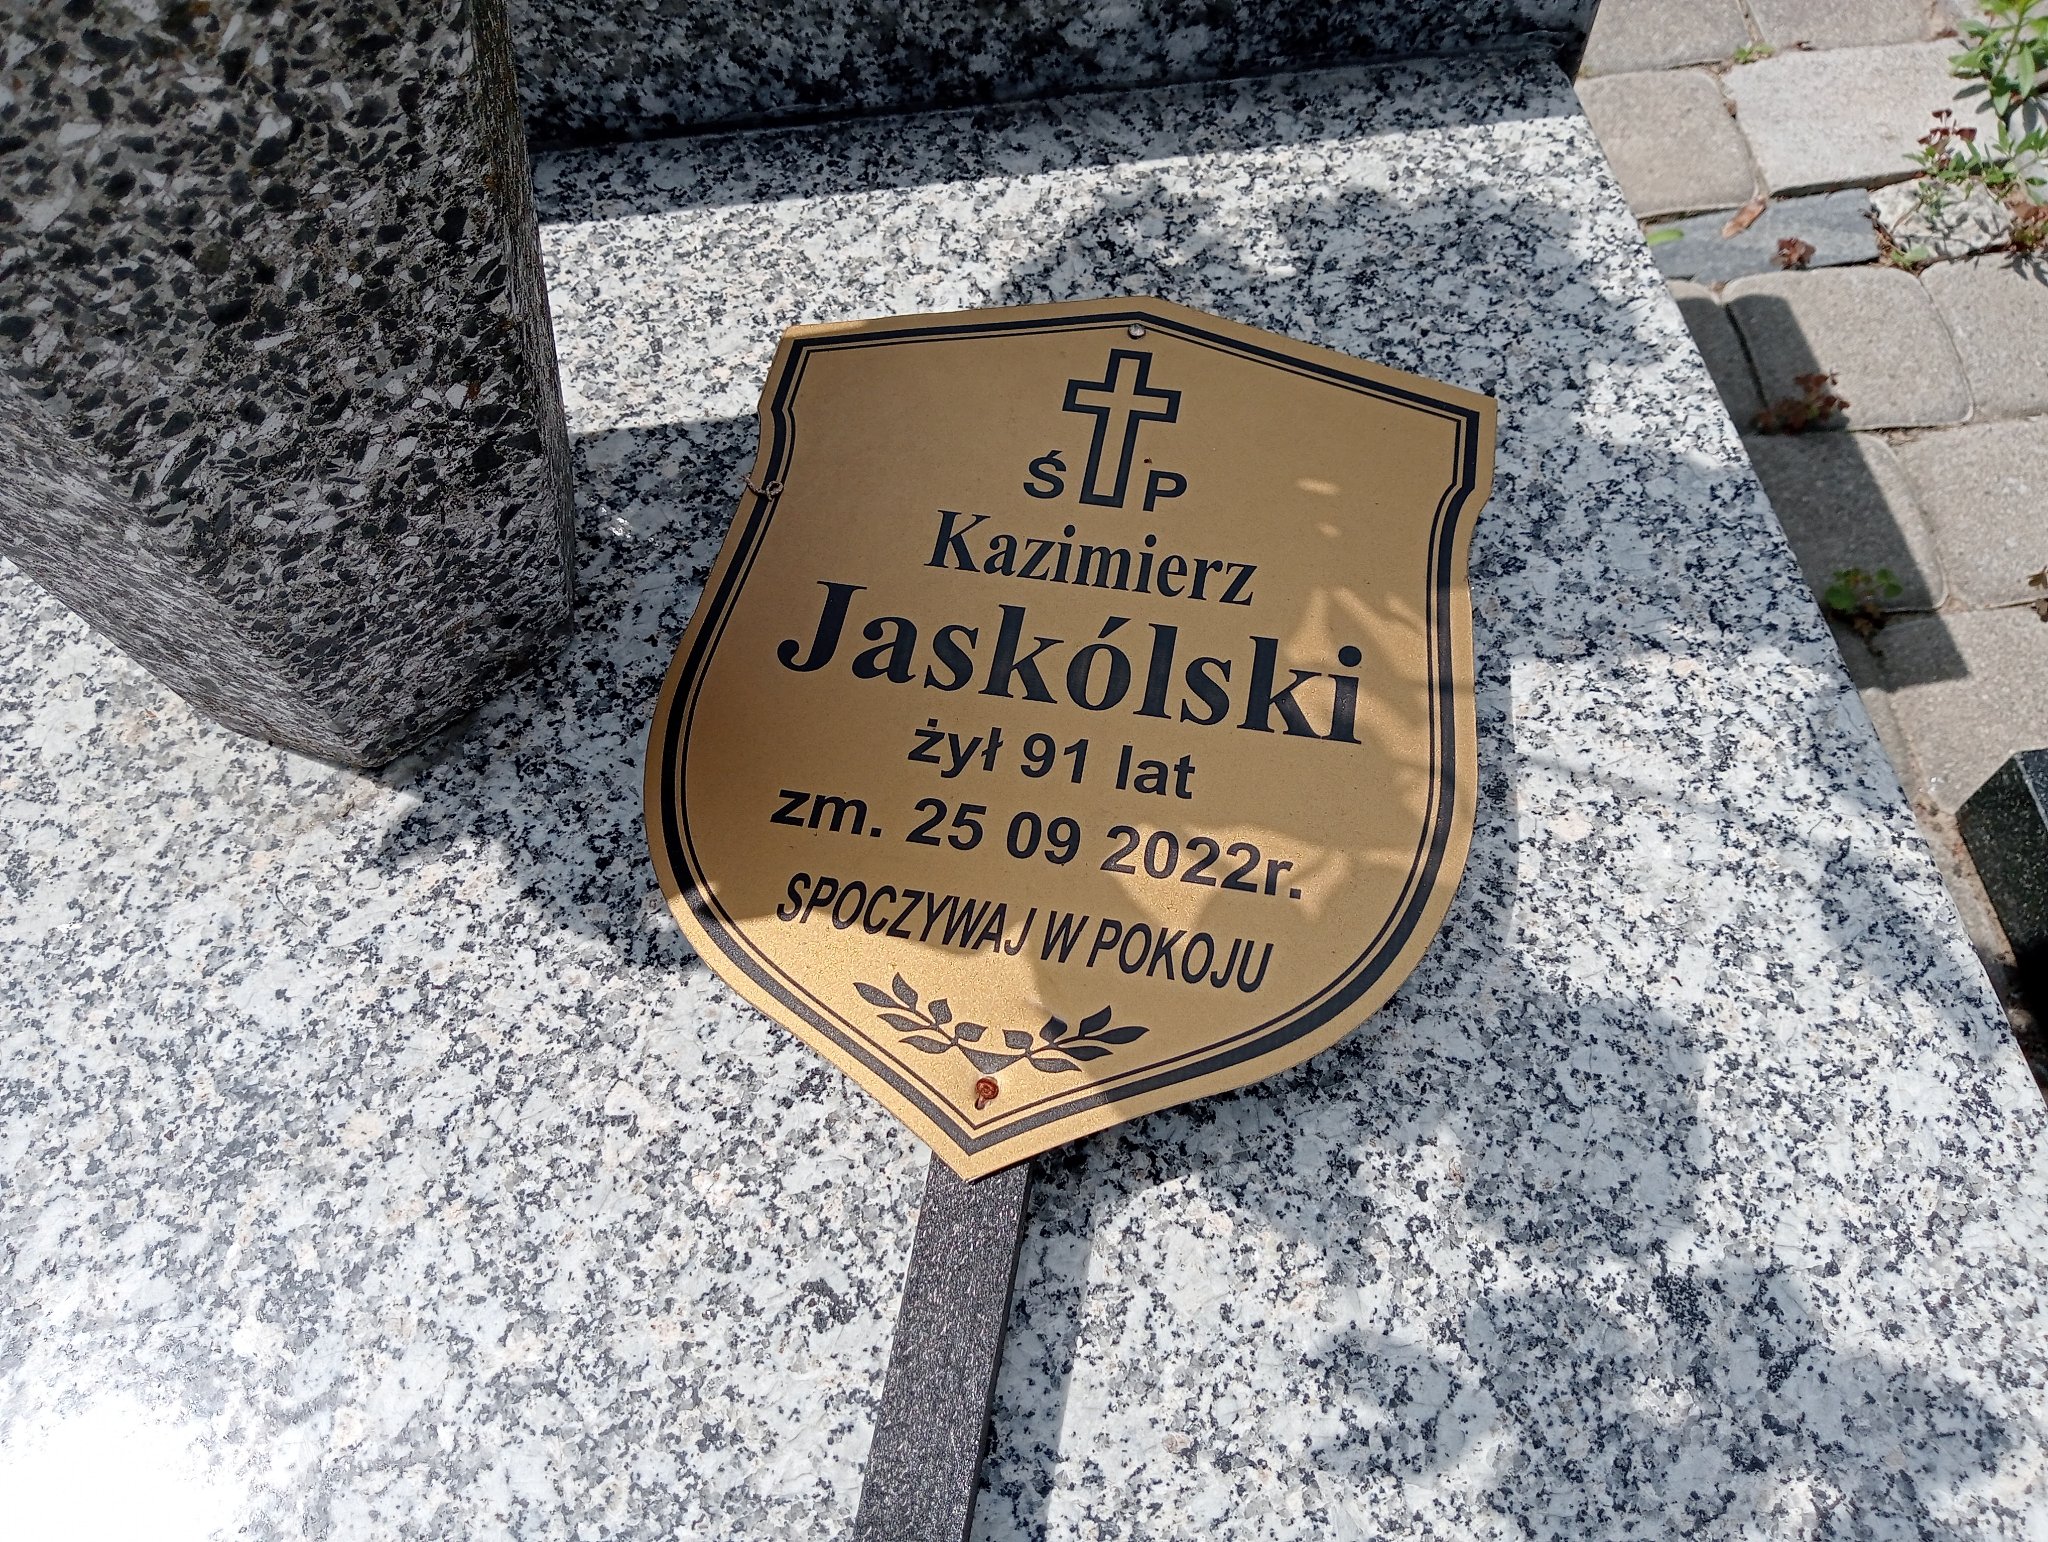 Ś P
Kazimierz
Jaskólski
żył 91 lat
zm. 25 09 2022r.
SPOCZYWAJ W POKOJU